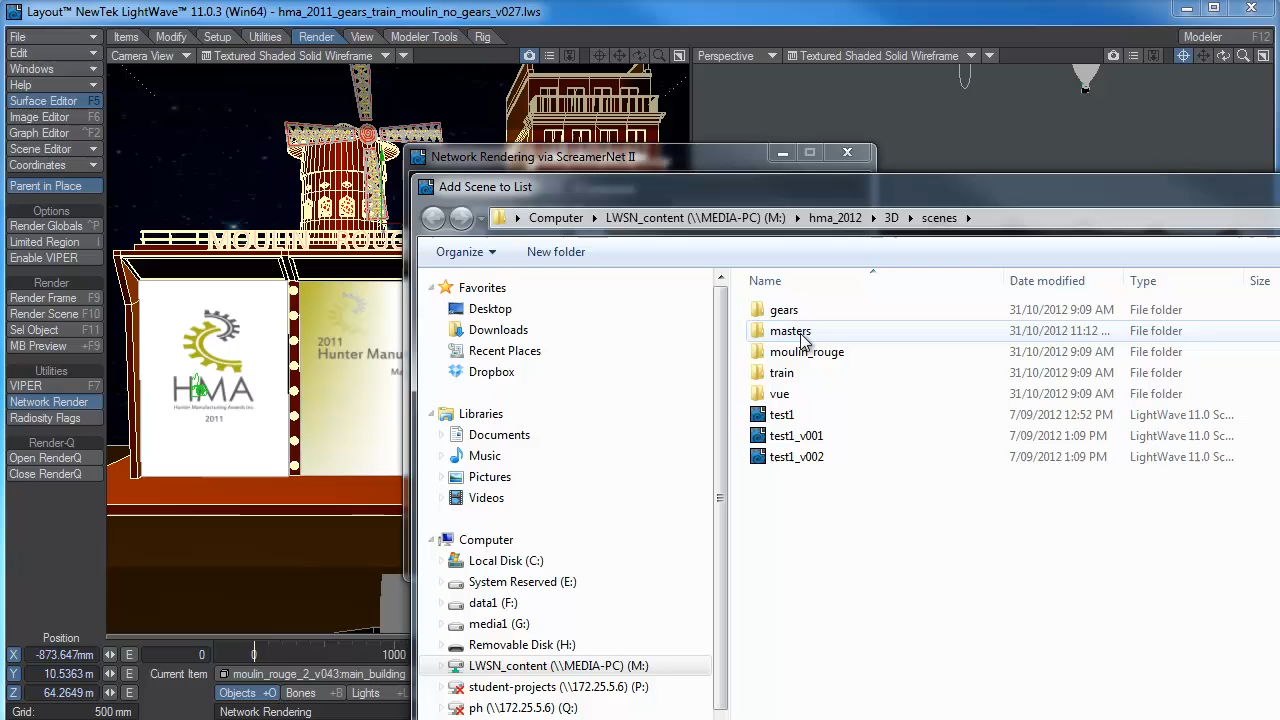 Layout™ NewTek LightWave™ 11.0.3 (Win64) - hma_2011_gears_train_moulin_no_gears_v027.lws
File
Items Modify Setup Utilities Render View Modeler Tools Rig Modeler F12
Edit
Camera View Textured Shaded Solid Wireframe Perspective Textured Shaded Solid Wireframe
Windows
Help
Surface Editor F5
Image Editor F6
Graph Editor ^F2
Scene Editor
Coordinates
Parent in Place
Options
Render Globals ^P
Limited Region l
Enable VIPER
Render
Render Frame F9
Render Scene F10
Sel Object F11
MB Preview +F9
Utilities
VIPER F7
Network Render
Radiosity Flags
Render-Q
Open RenderQ
Close RenderQ
MOULIN ROUG
HMA
Hunter Manufacturing Awards Inc.
2011
2011
Hunter Manu
Ma
Network Rendering via ScreamerNet II
Add Scene to List
Computer LWSN_content (\\MEDIA-PC) (M:) hma_2012 3D scenes
Organize New folder
Name Date modified Type Size
gears 31/10/2012 9:09 AM File folder
masters 31/10/2012 11:12 ... File folder
moulin_rouge 31/10/2012 9:09 AM File folder
train 31/10/2012 9:09 AM File folder
vue 31/10/2012 9:09 AM File folder
test1 7/09/2012 12:52 PM LightWave 11.0 Sc...
test1_v001 7/09/2012 1:09 PM LightWave 11.0 Sc...
test1_v002 7/09/2012 1:09 PM LightWave 11.0 Sc...
Favorites
Desktop
Downloads
Recent Places
Dropbox
Libraries
Documents
Music
Pictures
Videos
Computer
Local Disk (C:)
System Reserved (E:)
data1 (F:)
media1 (G:)
Removable Disk (H:)
LWSN_content (\\MEDIA-PC) (M:)
student-projects (\\172.25.5.6) (P:)
ph (\\172.25.5.6) (Q:)
Position
X -873.647mm E 0 0 1000
Y 10.5363 m E Current Item moulin_rouge_2_v043:main_building
Z 64.2649 m E Objects +O Bones +B Lights +L
Grid: 500 mm Network Rendering